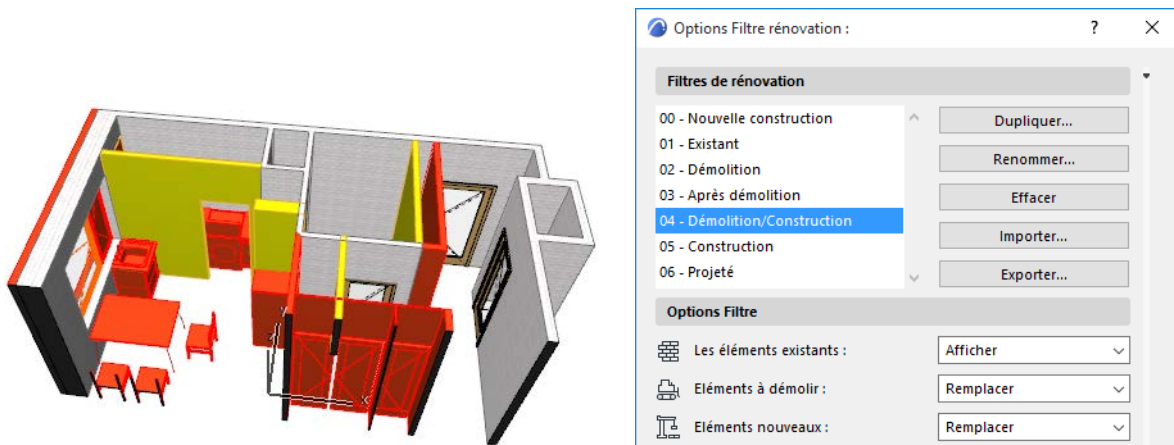 Options Filtre rénovation :
?
Filtres de rénovation
00 - Nouvelle construction
01 - Existant
02 - Démolition
03 - Après démolition
04 - Démolition/Construction
05 - Construction
06 - Projeté
Dupliquer...
Renommer...
Effacer
Importer...
Exporter...
Options Filtre
Les éléments existants : Afficher
Eléments à démolir : Remplacer
Eléments nouveaux : Remplacer